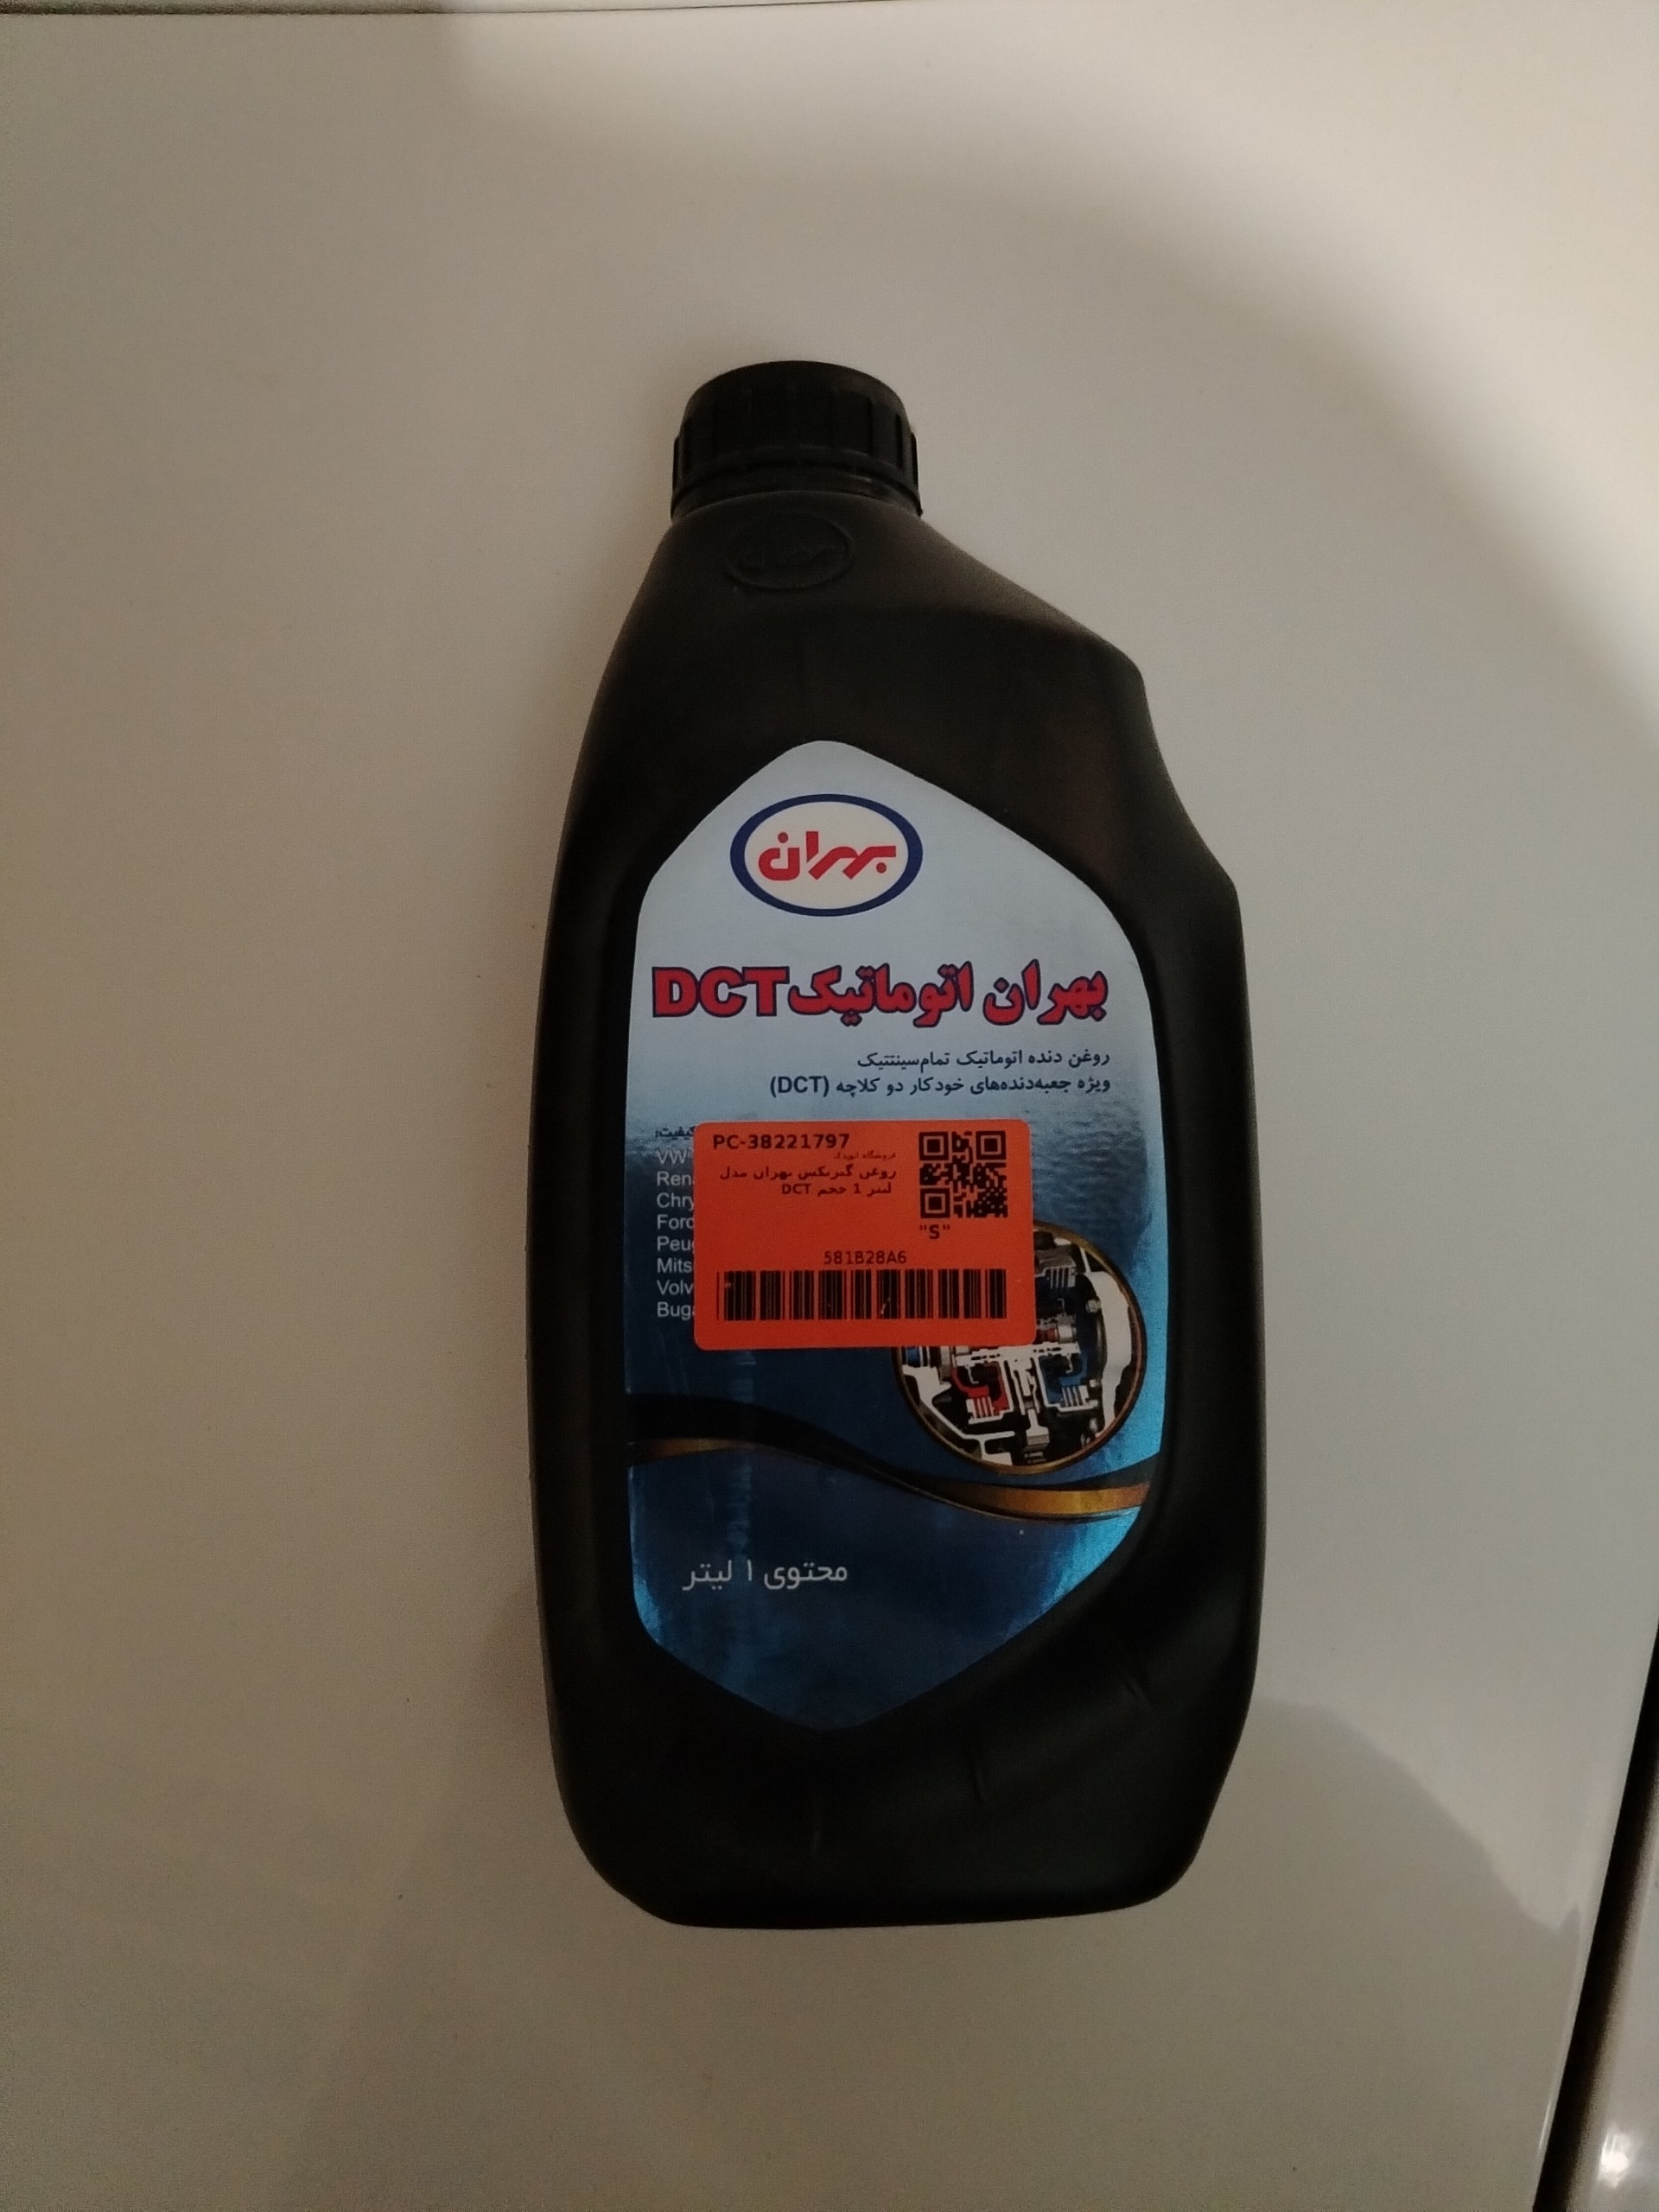 بهران
بهران اتوماتیک DCT
روغن دنده اتوماتیک تمام‌سینتتیک
ویژه جعبه‌دنده‌های خودکار دو کلاچه (DCT)
کیفیت:
VW
Rena
Chry
Ford
Peug
Mits
Volv
Buga
PC-38221797
روغن گیربکس بهران مدل
DCT حجم 1 لیتر
"S"
581B28A6
محتوی ۱ لیتر